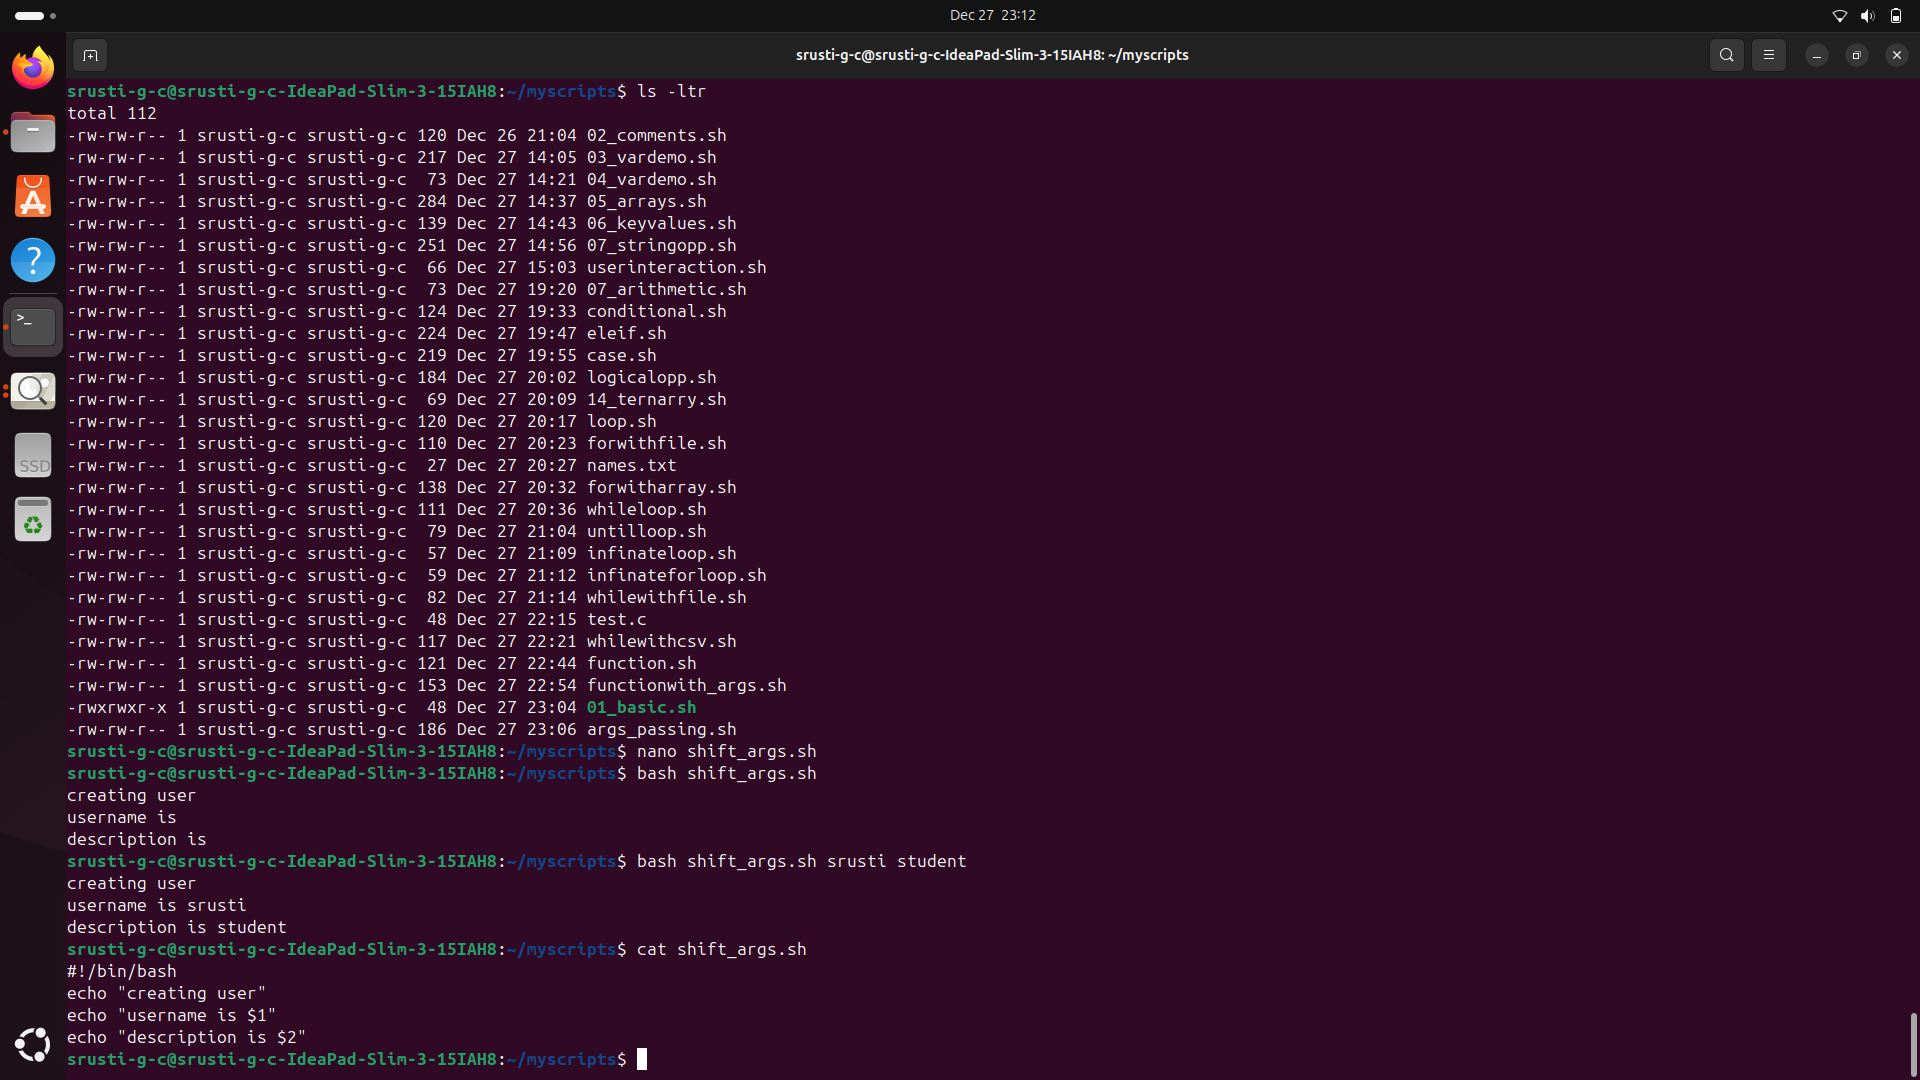 Dec 27 23:12
srusti-g-c@srusti-g-c-IdeaPad-Slim-3-15IAH8: ~/myscripts
srusti-g-c@srusti-g-c-IdeaPad-Slim-3-15IAH8:~/myscripts$ ls -ltr
total 112
-rw-rw-r-- 1 srusti-g-c srusti-g-c 120 Dec 26 21:04 02_comments.sh
-rw-rw-r-- 1 srusti-g-c srusti-g-c 217 Dec 27 14:05 03_vardemo.sh
-rw-rw-r-- 1 srusti-g-c srusti-g-c  73 Dec 27 14:21 04_vardemo.sh
-rw-rw-r-- 1 srusti-g-c srusti-g-c 284 Dec 27 14:37 05_arrays.sh
-rw-rw-r-- 1 srusti-g-c srusti-g-c 139 Dec 27 14:43 06_keyvalues.sh
-rw-rw-r-- 1 srusti-g-c srusti-g-c 251 Dec 27 14:56 07_stringopp.sh
-rw-rw-r-- 1 srusti-g-c srusti-g-c  66 Dec 27 15:03 userinteraction.sh
-rw-rw-r-- 1 srusti-g-c srusti-g-c  73 Dec 27 19:20 07_arithmetic.sh
-rw-rw-r-- 1 srusti-g-c srusti-g-c 124 Dec 27 19:33 conditional.sh
-rw-rw-r-- 1 srusti-g-c srusti-g-c 224 Dec 27 19:47 eleif.sh
-rw-rw-r-- 1 srusti-g-c srusti-g-c 219 Dec 27 19:55 case.sh
-rw-rw-r-- 1 srusti-g-c srusti-g-c 184 Dec 27 20:02 logicalopp.sh
-rw-rw-r-- 1 srusti-g-c srusti-g-c  69 Dec 27 20:09 14_ternarry.sh
-rw-rw-r-- 1 srusti-g-c srusti-g-c 120 Dec 27 20:17 loop.sh
-rw-rw-r-- 1 srusti-g-c srusti-g-c 110 Dec 27 20:23 forwithfile.sh
-rw-rw-r-- 1 srusti-g-c srusti-g-c  27 Dec 27 20:27 names.txt
-rw-rw-r-- 1 srusti-g-c srusti-g-c 138 Dec 27 20:32 forwitharray.sh
-rw-rw-r-- 1 srusti-g-c srusti-g-c 111 Dec 27 20:36 whileloop.sh
-rw-rw-r-- 1 srusti-g-c srusti-g-c  79 Dec 27 21:04 untilloop.sh
-rw-rw-r-- 1 srusti-g-c srusti-g-c  57 Dec 27 21:09 infinateloop.sh
-rw-rw-r-- 1 srusti-g-c srusti-g-c  59 Dec 27 21:12 infinateforloop.sh
-rw-rw-r-- 1 srusti-g-c srusti-g-c  82 Dec 27 21:14 whilewithfile.sh
-rw-rw-r-- 1 srusti-g-c srusti-g-c  48 Dec 27 22:15 test.c
-rw-rw-r-- 1 srusti-g-c srusti-g-c 117 Dec 27 22:21 whilewithcsv.sh
-rw-rw-r-- 1 srusti-g-c srusti-g-c 121 Dec 27 22:44 function.sh
-rw-rw-r-- 1 srusti-g-c srusti-g-c 153 Dec 27 22:54 functionwith_args.sh
-rwxrwxr-x 1 srusti-g-c srusti-g-c  48 Dec 27 23:04 01_basic.sh
-rw-rw-r-- 1 srusti-g-c srusti-g-c 186 Dec 27 23:06 args_passing.sh
srusti-g-c@srusti-g-c-IdeaPad-Slim-3-15IAH8:~/myscripts$ nano shift_args.sh
srusti-g-c@srusti-g-c-IdeaPad-Slim-3-15IAH8:~/myscripts$ bash shift_args.sh
creating user
username is
description is
srusti-g-c@srusti-g-c-IdeaPad-Slim-3-15IAH8:~/myscripts$ bash shift_args.sh srusti student
creating user
username is srusti
description is student
srusti-g-c@srusti-g-c-IdeaPad-Slim-3-15IAH8:~/myscripts$ cat shift_args.sh
#!/bin/bash
echo "creating user"
echo "username is $1"
echo "description is $2"
srusti-g-c@srusti-g-c-IdeaPad-Slim-3-15IAH8:~/myscripts$
SSD